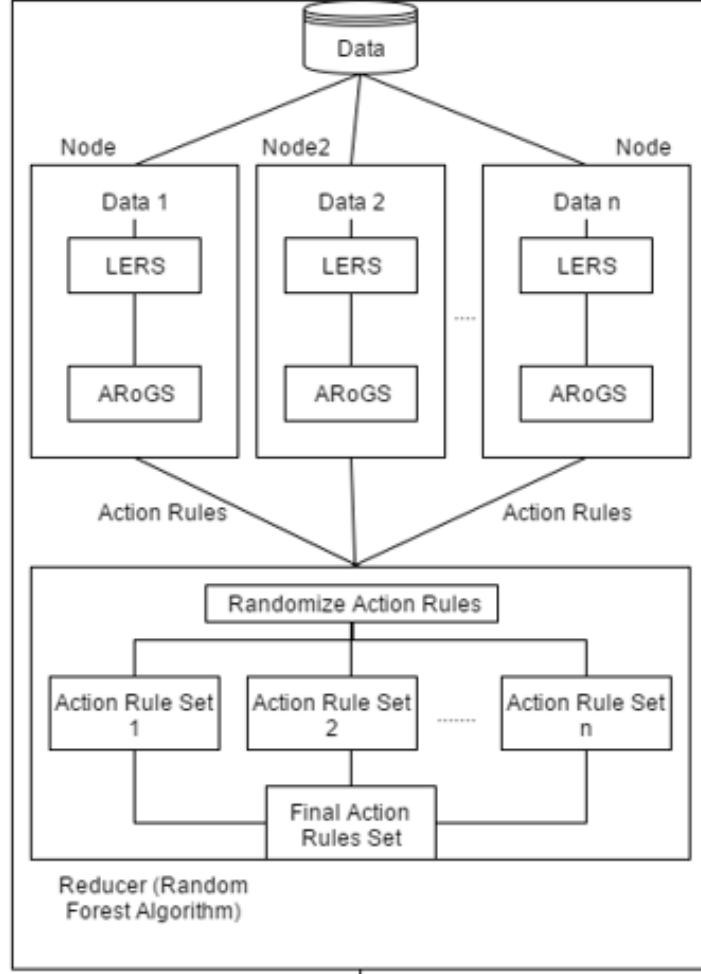 Data
Node
Node2
Node
Data 1
Data 2
Data n
LERS
LERS
LERS
....
ARoGS
ARoGS
ARoGS
Action Rules
Action Rules
Randomize Action Rules
Action Rule Set
1
Action Rule Set
2
.......
Action Rule Set
n
Final Action
Rules Set
Reducer (Random
Forest Algorithm)